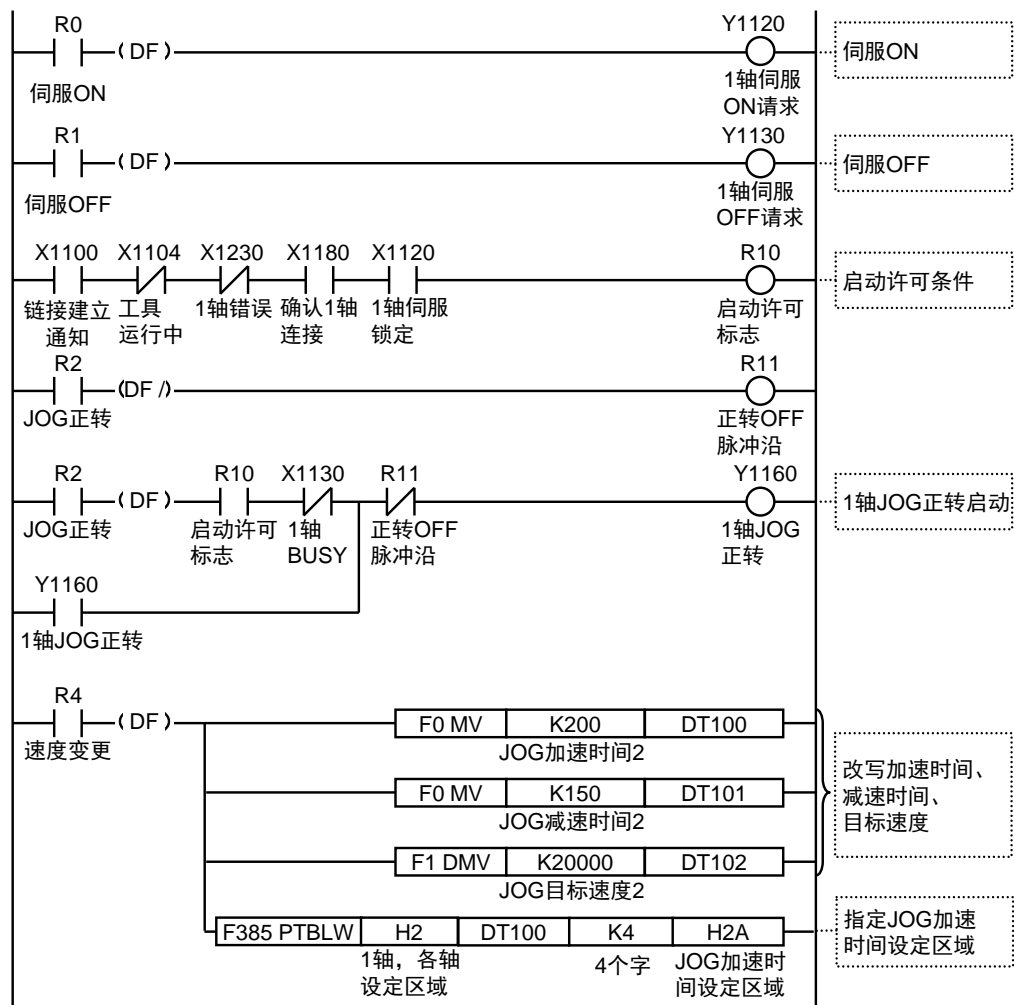 R0
Y1120
( DF )
伺服ON
伺服ON
1轴伺服
ON请求
R1
Y1130
( DF )
伺服OFF
伺服OFF
1轴伺服
OFF请求
X1100 X1104 X1230 X1180 X1120 R10
启动许可条件
链接建立
通知
工具
运行中
1轴错误
确认1轴
连接
1轴伺服
锁定
启动许可
标志
R2
R11
(DF /)
JOG正转
正转OFF
脉冲沿
R2 R10 X1130 R11 Y1160
( DF )
1轴JOG正转启动
JOG正转
启动许可
标志
1轴
BUSY
正转OFF
脉冲沿
1轴JOG
正转
Y1160
1轴JOG正转
R4
( DF )
速度变更
F0 MV K200 DT100
JOG加速时间2
F0 MV K150 DT101
JOG减速时间2
F1 DMV K20000 DT102
JOG目标速度2
改写加速时间、
减速时间、
目标速度
F385 PTBLW H2 DT100 K4 H2A
1轴，各轴
设定区域
4个字
JOG加速时
间设定区域
指定JOG加速
时间设定区域